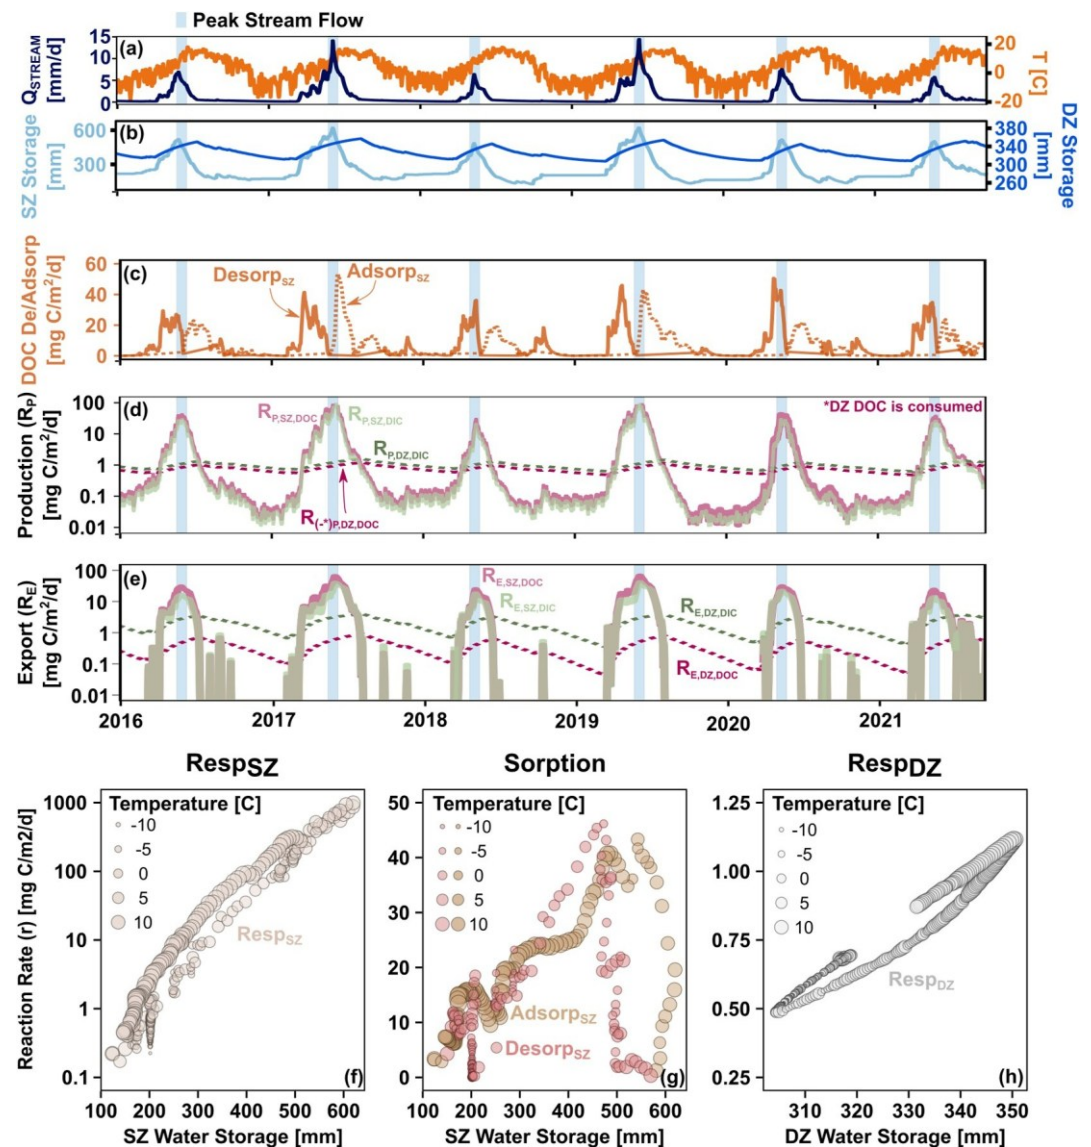 Peak Stream Flow
(a)
QSTREAM
[mm/d]
15
10
5
0
20
0
-20
T [C]
(b)
SZ Storage
[mm]
600
300
380
340
300
260
DZ Storage
[mm]
(c)
DOC De/Adsorp
[mg C/m²/d]
60
40
20
0
DesorpSZ
AdsorpSZ
(d)
Production (RP)
[mg C/m²/d]
100
10
1
0.1
0.01
RP,SZ,DOC
RP,SZ,DIC
RP,DZ,DIC
R(-*)P,DZ,DOC
*DZ DOC is consumed
(e)
Export (RE)
[mg C/m²/d]
100
10
1
0.1
0.01
RE,SZ,DOC
RE,SZ,DIC
RE,DZ,DIC
RE,DZ,DOC
2016 2017 2018 2019 2020 2021
RespSZ
Sorption
RespDZ
Reaction Rate (r) [mg C/m2/d]
1000
100
10
1
0.1
Temperature [C]
-10
-5
0
5
10
RespSZ
(f)
100 200 300 400 500 600
SZ Water Storage [mm]
50
40
30
20
10
0
Temperature [C]
-10
-5
0
5
10
AdsorpSZ
DesorpSZ
(g)
100 200 300 400 500 600
SZ Water Storage [mm]
1.25
1.00
0.75
0.50
0.25
Temperature [C]
-10
-5
0
5
10
RespDZ
(h)
310 320 330 340 350
DZ Water Storage [mm]